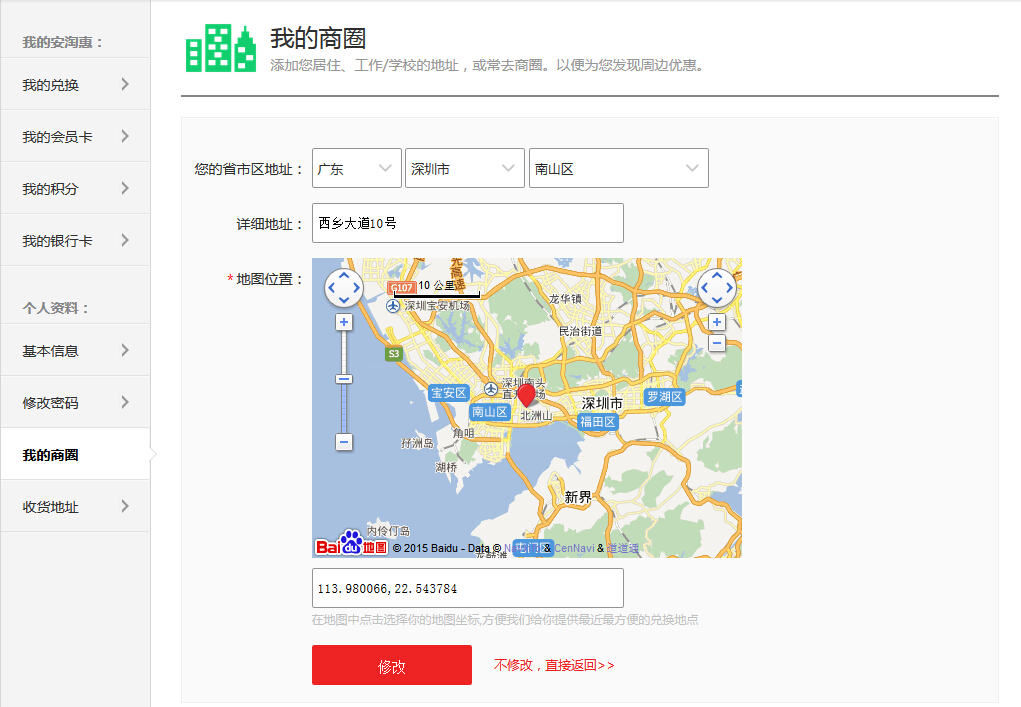 我的安淘惠：
我的兑换
我的会员卡
我的积分
我的银行卡
个人资料：
基本信息
修改密码
我的商圈
收货地址
我的商圈
添加您居住、工作/学校的地址，或常去商圈。以便为您发现周边优惠。
您的省市区地址： 广东 深圳市 南山区
详细地址： 西乡大道10号
*地图位置：
G107 10 公里
深圳宝安机场
龙华镇
民治街道
S3
宝安区
深圳南头
南山区
北洲山
深圳市
罗湖区
福田区
角咀
孖洲岛
湖桥
新界
内伶仃岛
Bai du 地图 © 2015 Baidu - Data © & CenNavi & 道道通
113.980066,22.543784
在地图中点击选择你的地图坐标,方便我们给你提供最近最方便的兑换地点
修改 不修改，直接返回>>